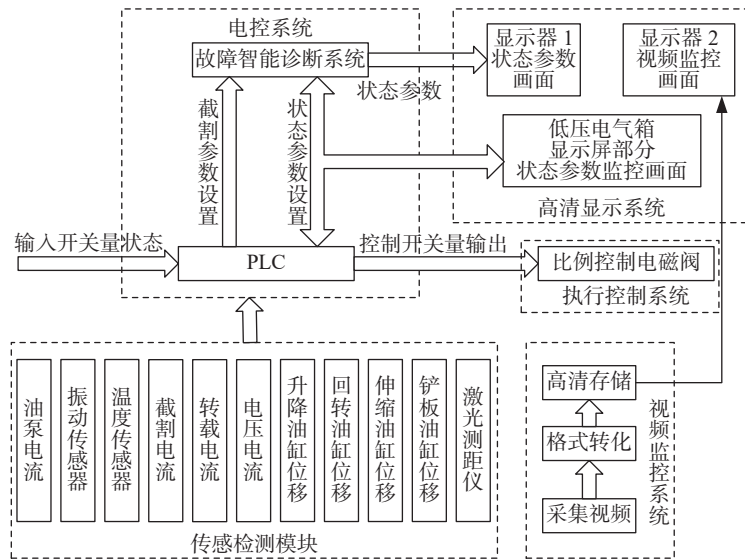 电控系统
故障智能诊断系统
状态参数
截割参数设置
状态参数设置
显示器 1
状态参数
画面
显示器 2
视频监控
画面
低压电气箱
显示屏部分
状态参数监控画面
高清显示系统
输入开关量状态
PLC
控制开关量输出
比例控制电磁阀
执行控制系统
油泵电流
振动传感器
温度传感器
截割电流
转载电流
电压电流
升降油缸位移
回转油缸位移
伸缩油缸位移
铲板油缸位移
激光测距仪
传感检测模块
高清存储
格式转化
采集视频
视频监控系统